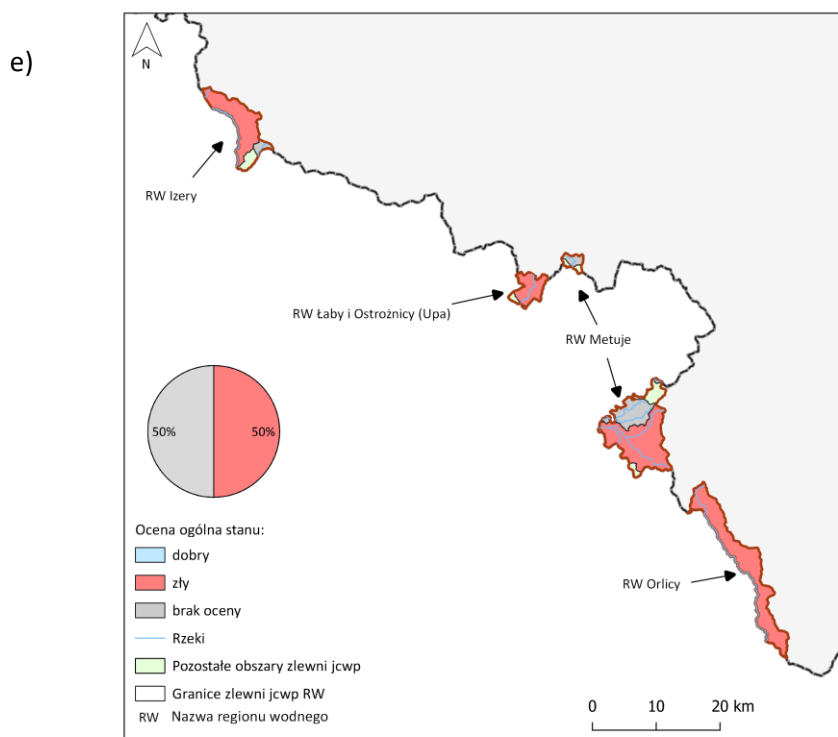 e)
N
RW Izery
RW Łaby i Ostrożnicy (Upa)
RW Metuje
50%
50%
RW Orlicy
Ocena ogólna stanu:
dobry
zły
brak oceny
Rzeki
Pozostałe obszary zlewni jcwp
Granice zlewni jcwp RW
RW Nazwa regionu wodnego
0 10 20 km